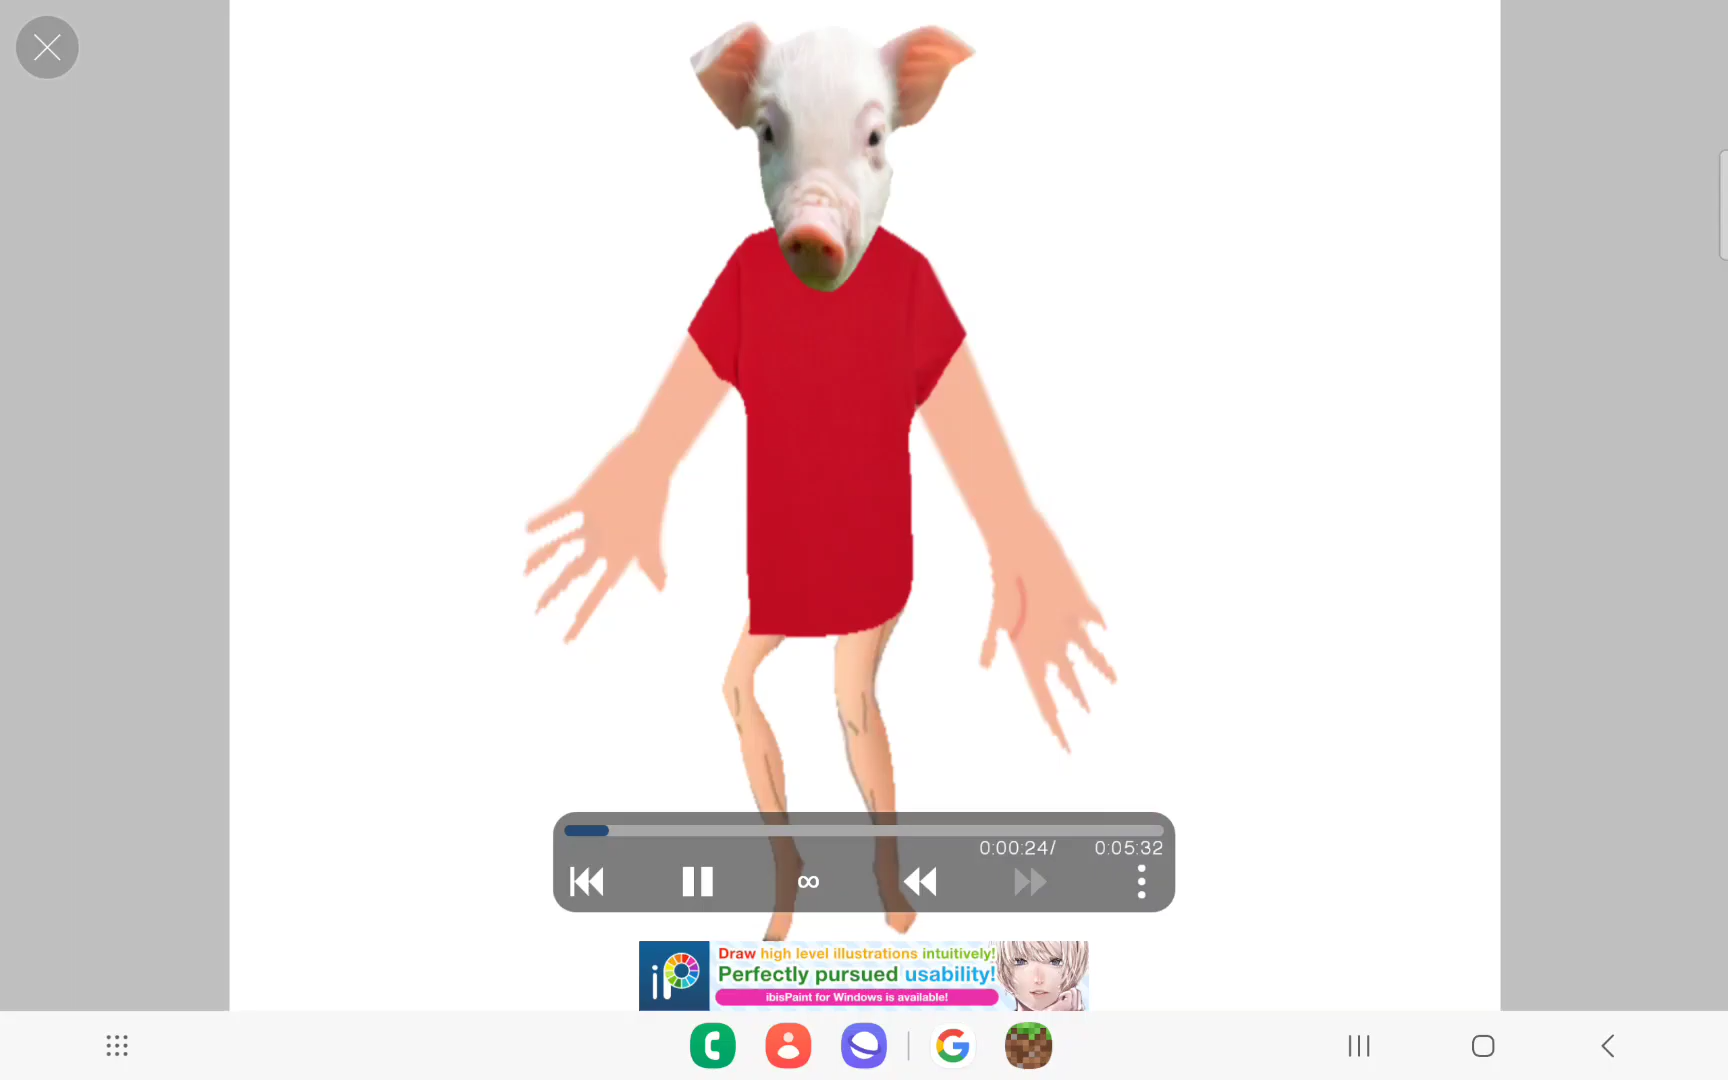 0:00:24/ 0:05:32
iP
Draw high level illustrations intuitively!
Perfectly pursued usability!
ibisPaint for Windows is available!
G